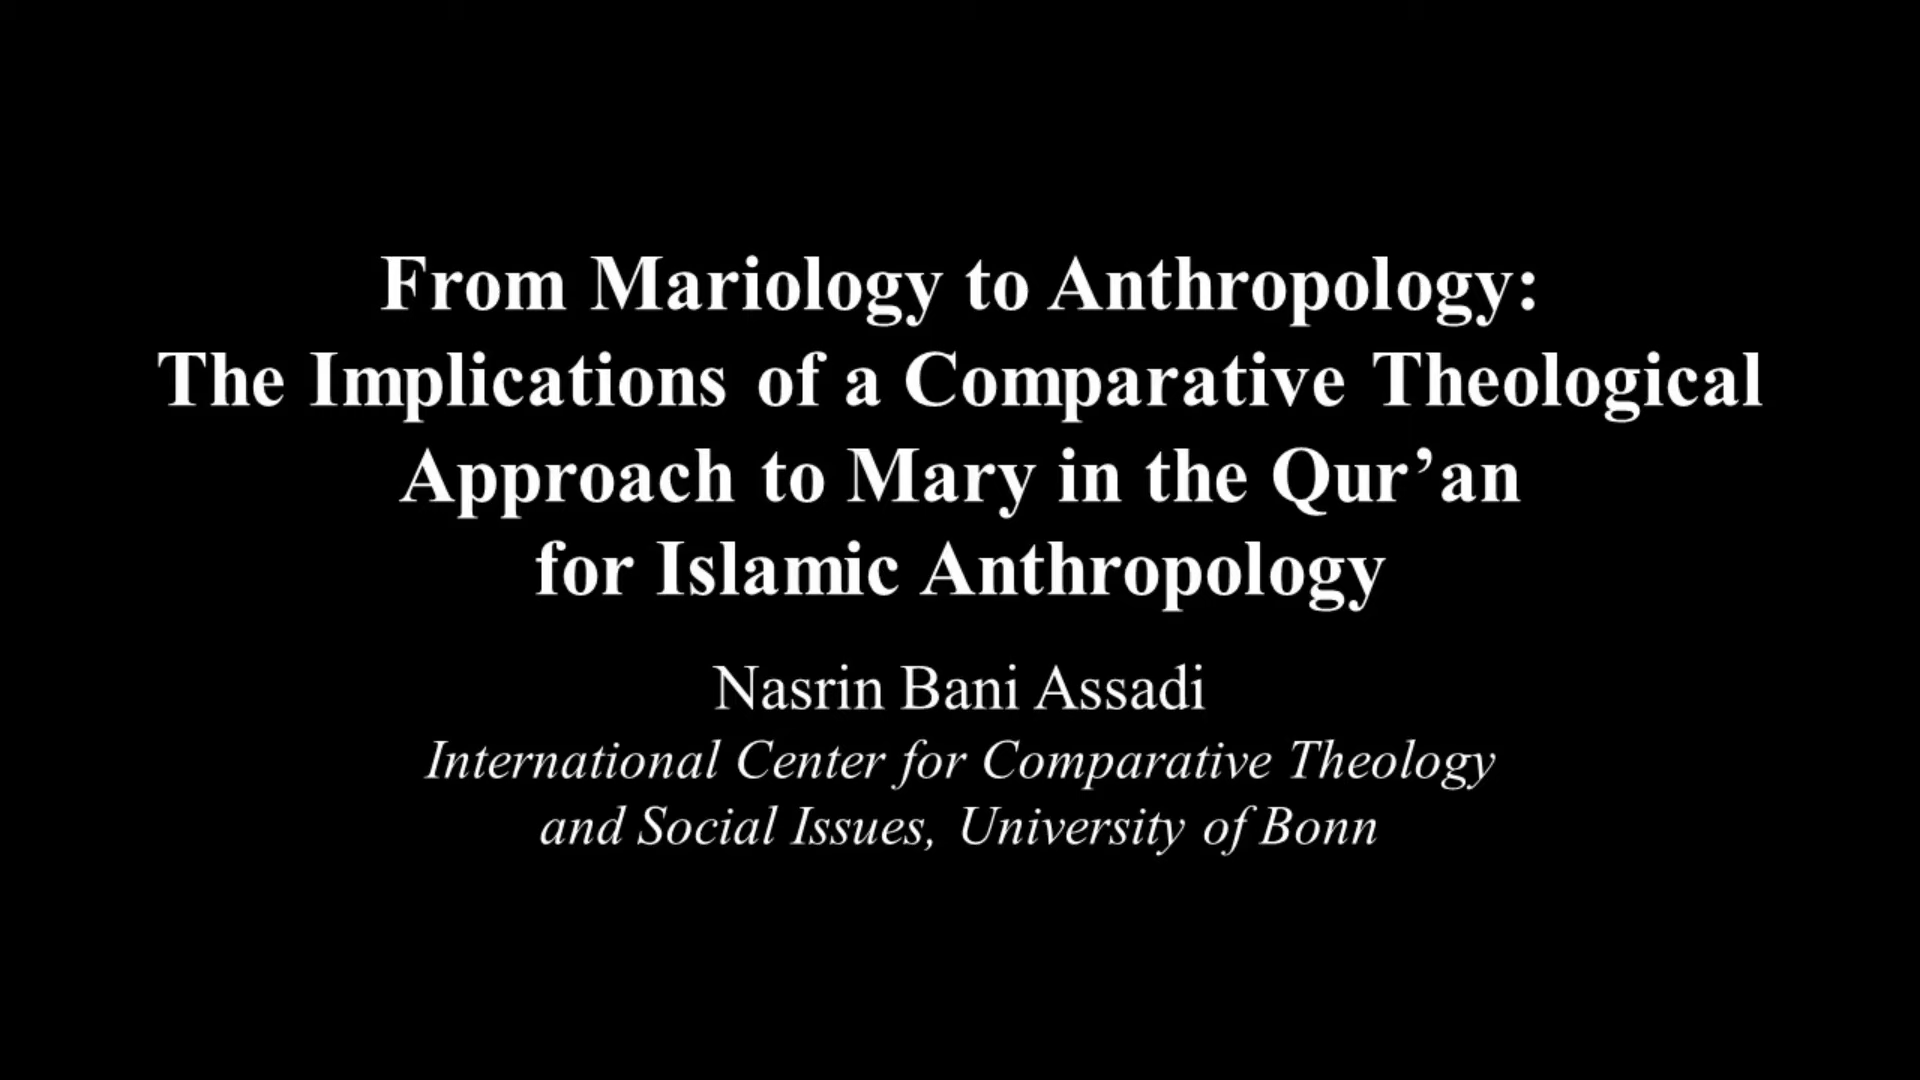 From Mariology to Anthropology:
The Implications of a Comparative Theological
Approach to Mary in the Qur’an
for Islamic Anthropology
Nasrin Bani Assadi
International Center for Comparative Theology
and Social Issues, University of Bonn